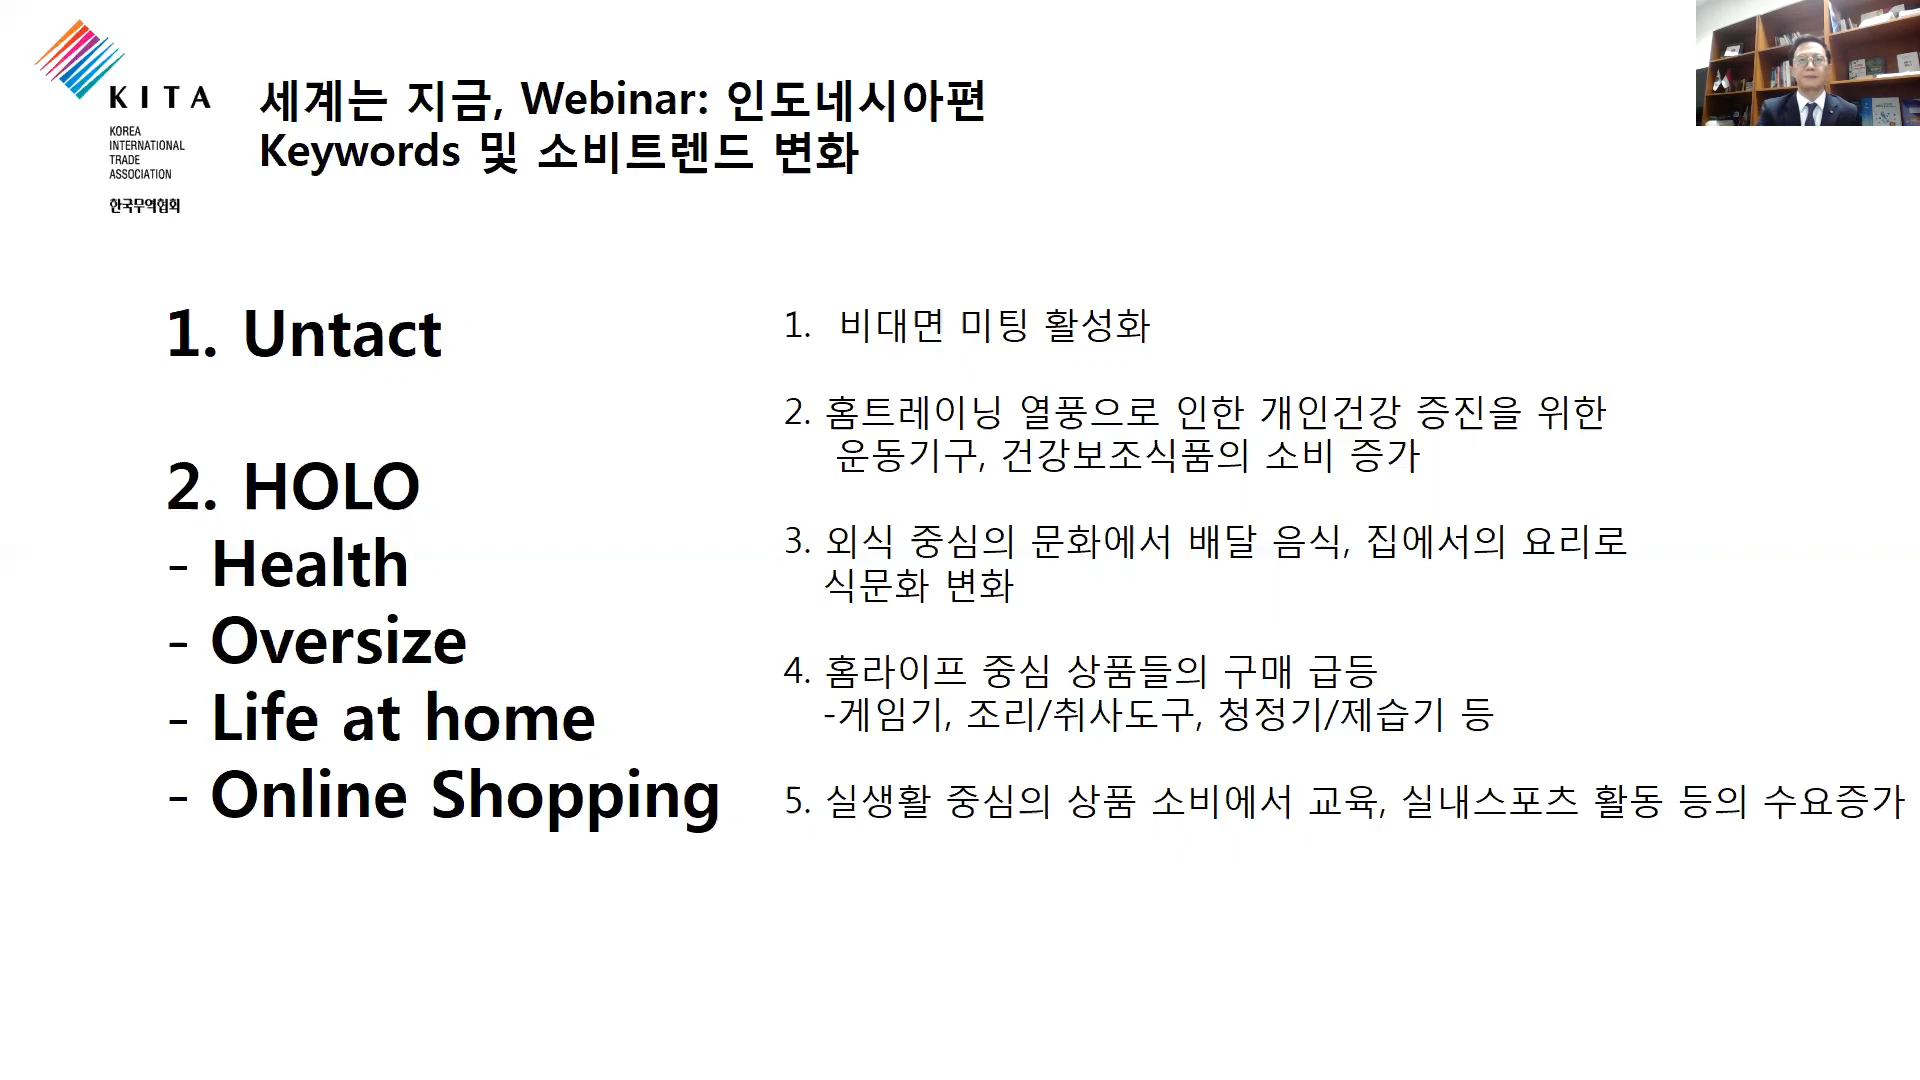 KITA
KOREA
INTERNATIONAL
TRADE
ASSOCIATION
한국무역협회
세계는 지금, Webinar: 인도네시아편
Keywords 및 소비트렌드 변화
1. Untact
2. HOLO
- Health
- Oversize
- Life at home
- Online Shopping
1. 비대면 미팅 활성화
2. 홈트레이닝 열풍으로 인한 개인건강 증진을 위한
운동기구, 건강보조식품의 소비 증가
3. 외식 중심의 문화에서 배달 음식, 집에서의 요리로
식문화 변화
4. 홈라이프 중심 상품들의 구매 급등
-게임기, 조리/취사도구, 청정기/제습기 등
5. 실생활 중심의 상품 소비에서 교육, 실내스포츠 활동 등의 수요증가